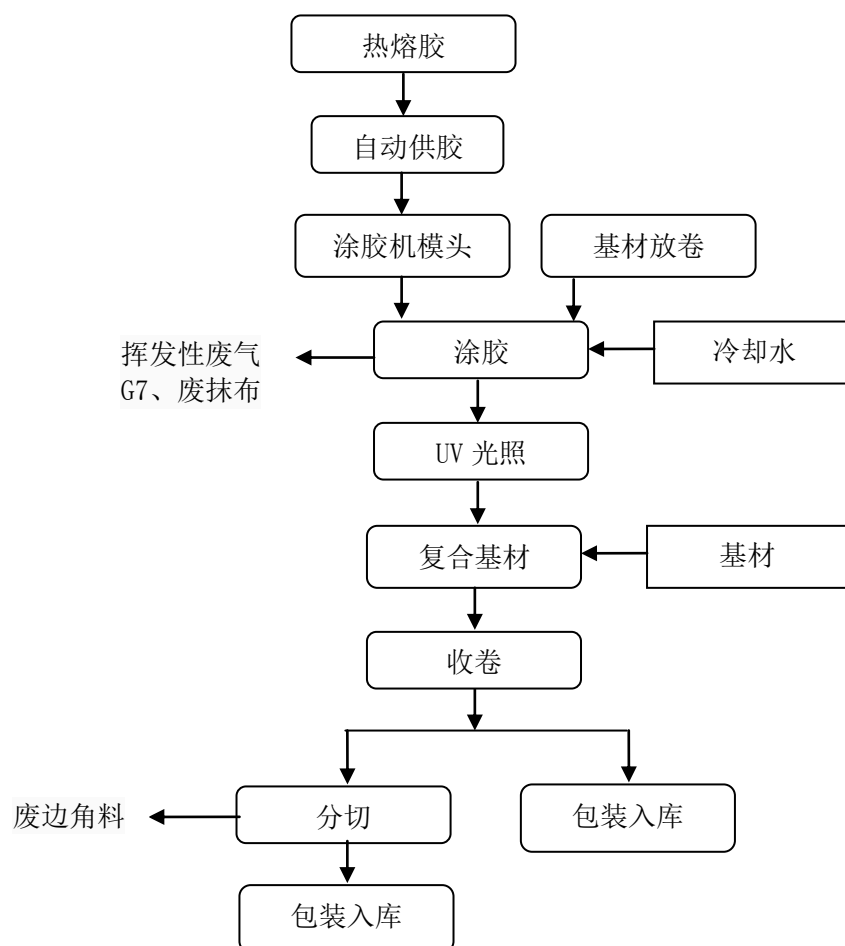 热熔胶
自动供胶
涂胶机模头
基材放卷
挥发性废气
G7、废抹布
涂胶
冷却水
UV 光照
复合基材
基材
收卷
废边角料
分切
包装入库
包装入库